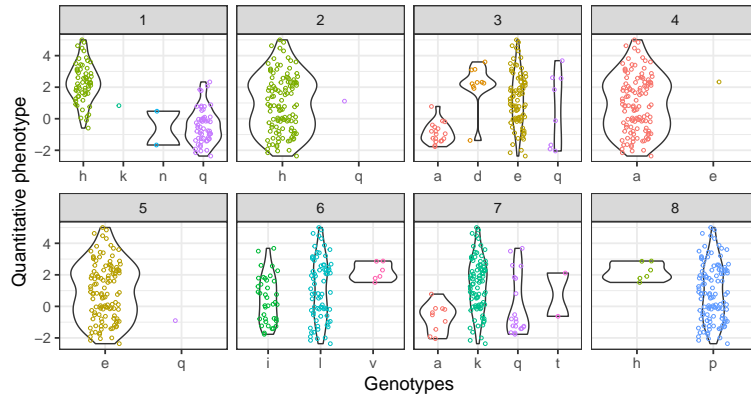 1 2 3 4
Quantitative phenotype
4
2
0
−2
h k n q h q a d e q a e
5 6 7 8
4
2
0
−2
e q i l v a k q t h p
Genotypes